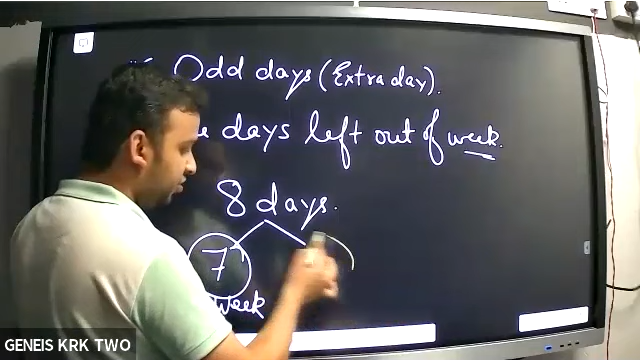 Odd days (Extra day).
days left out of week.
8 days.
7
week
GENEIS KRK TWO